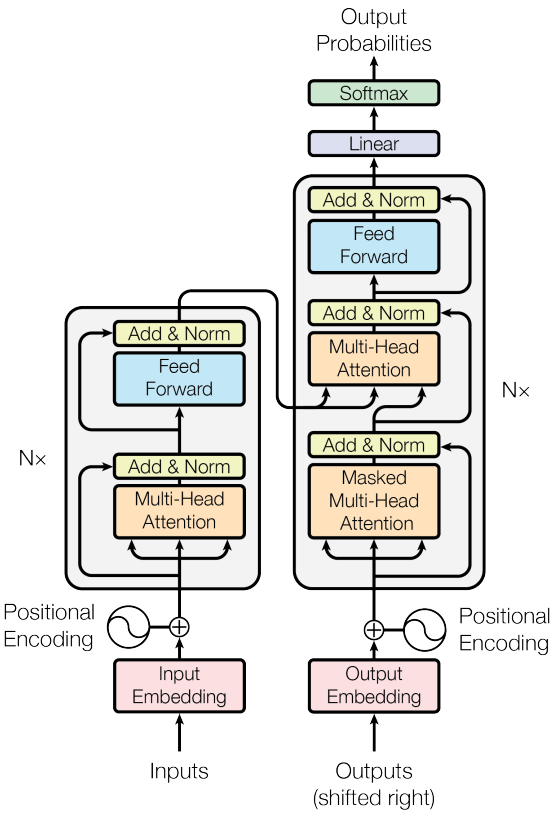 Output
Probabilities
Softmax
Linear
Add & Norm
Feed
Forward
Add & Norm
Multi-Head
Attention
Add & Norm
Masked
Multi-Head
Attention
N×
Add & Norm
Feed
Forward
Add & Norm
Multi-Head
Attention
N×
Positional
Encoding
Positional
Encoding
Input
Embedding
Output
Embedding
Inputs
Outputs
(shifted right)